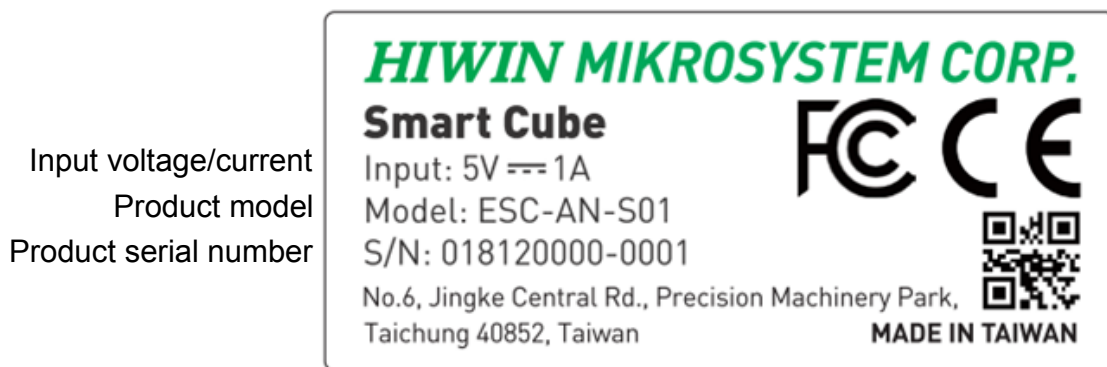 HIWIN MIKROSYSTEM CORP.
Smart Cube
FC CE
Input voltage/current
Input: 5V 1A
Product model
Model: ESC-AN-S01
Product serial number
S/N: 018120000-0001
No.6, Jingke Central Rd., Precision Machinery Park,
Taichung 40852, Taiwan
MADE IN TAIWAN